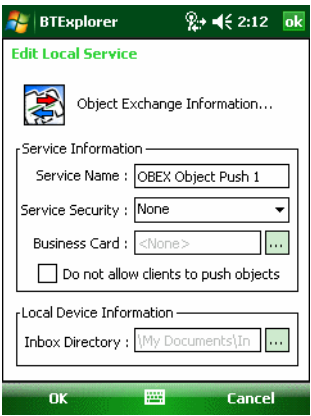 BTExplorer 2:12 ok
Edit Local Service
Object Exchange Information...
Service Information
Service Name : OBEX Object Push 1
Service Security : None
Business Card : <None> ...
Do not allow clients to push objects
Local Device Information
Inbox Directory : \My Documents\In ...
OK Cancel